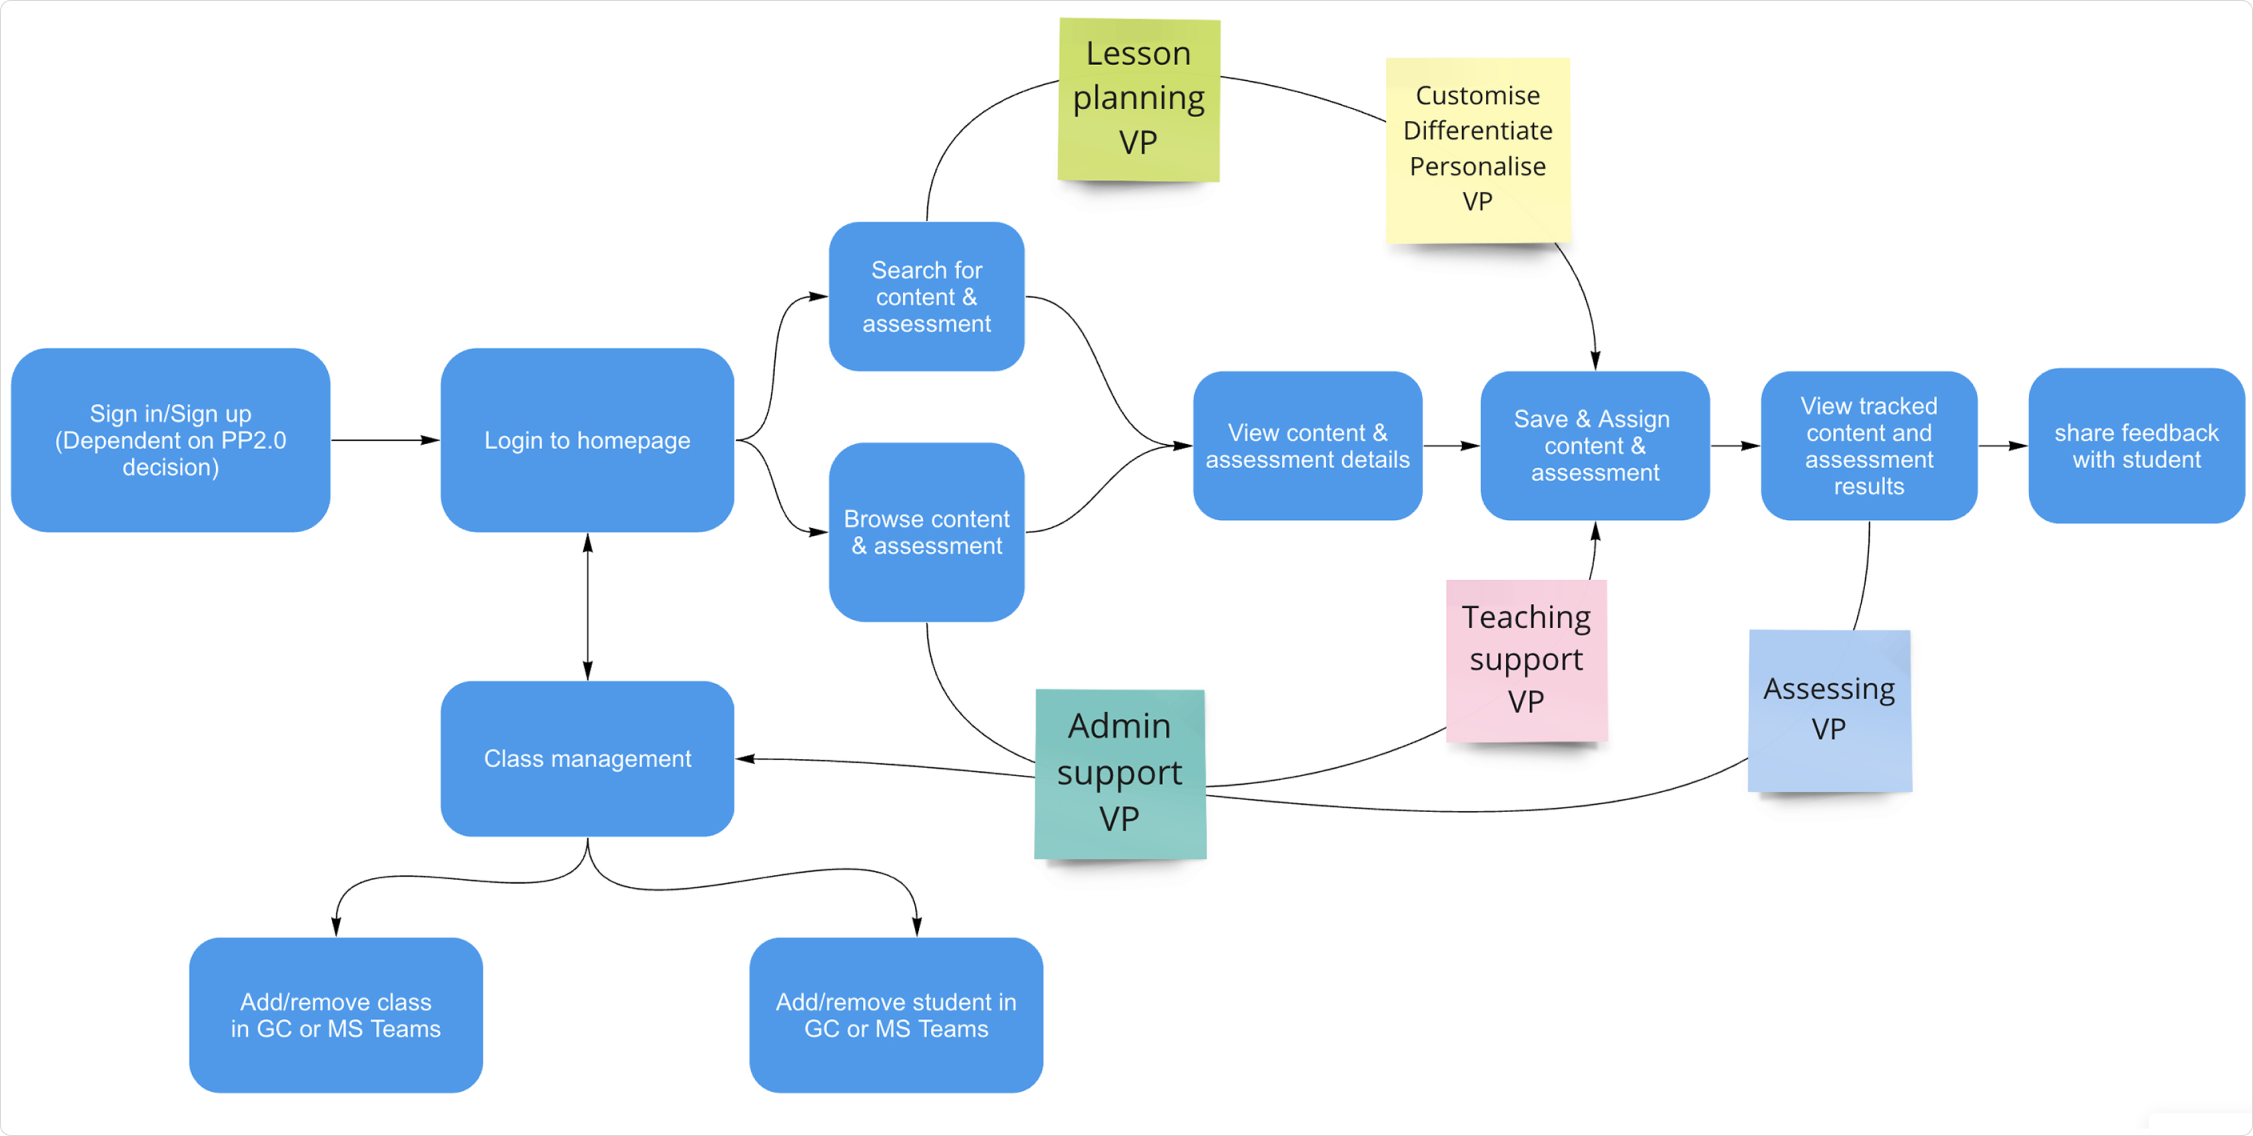 Lesson
planning
VP
Customise
Differentiate
Personalise
VP
Search for
content &
assessment
Sign in/Sign up
(Dependent on PP2.0
decision)
Login to homepage
Browse content
& assessment
View content &
assessment details
Save & Assign
content &
assessment
View tracked
content and
assessment
results
share feedback
with student
Teaching
support
VP
Assessing
VP
Admin
support
VP
Class management
Add/remove class
in GC or MS Teams
Add/remove student in
GC or MS Teams